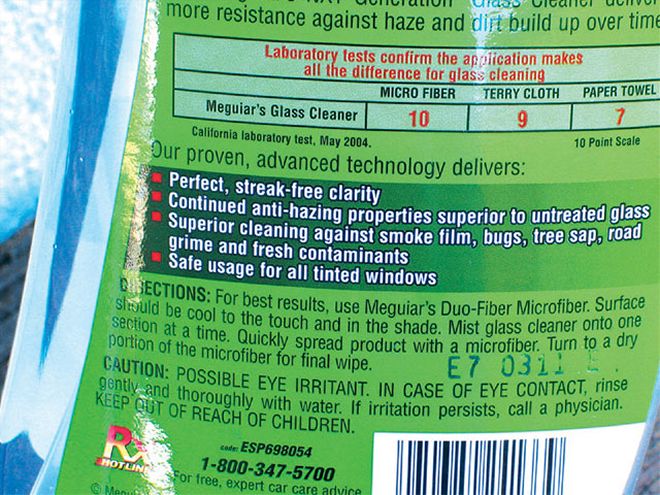 Generation Glass Cleaner
more resistance against haze and dirt build up over time
Laboratory tests confirm the application makes
all the difference for glass cleaning
MICRO FIBER TERRY CLOTH PAPER TOWEL
Meguiar's Glass Cleaner 10 9 7
California laboratory test, May 2004. 10 Point Scale
Our proven, advanced technology delivers:
Perfect, streak-free clarity
Continued anti-hazing properties superior to untreated glass
Superior cleaning against smoke film, bugs, tree sap, road
grime and fresh contaminants
Safe usage for all tinted windows
DIRECTIONS: For best results, use Meguiar's Duo-Fiber Microfiber. Surface
should be cool to the touch and in the shade. Mist glass cleaner onto one
section at a time. Quickly spread product with a microfiber. Turn to a dry
portion of the microfiber for final wipe.
E7 0311 E
CAUTION: POSSIBLE EYE IRRITANT. IN CASE OF EYE CONTACT, rinse
gently and thoroughly with water. If irritation persists, call a physician.
KEEP OUT OF REACH OF CHILDREN.
Rx
HOTLINE
code: ESP698054
1-800-347-5700
For free, expert car care advice